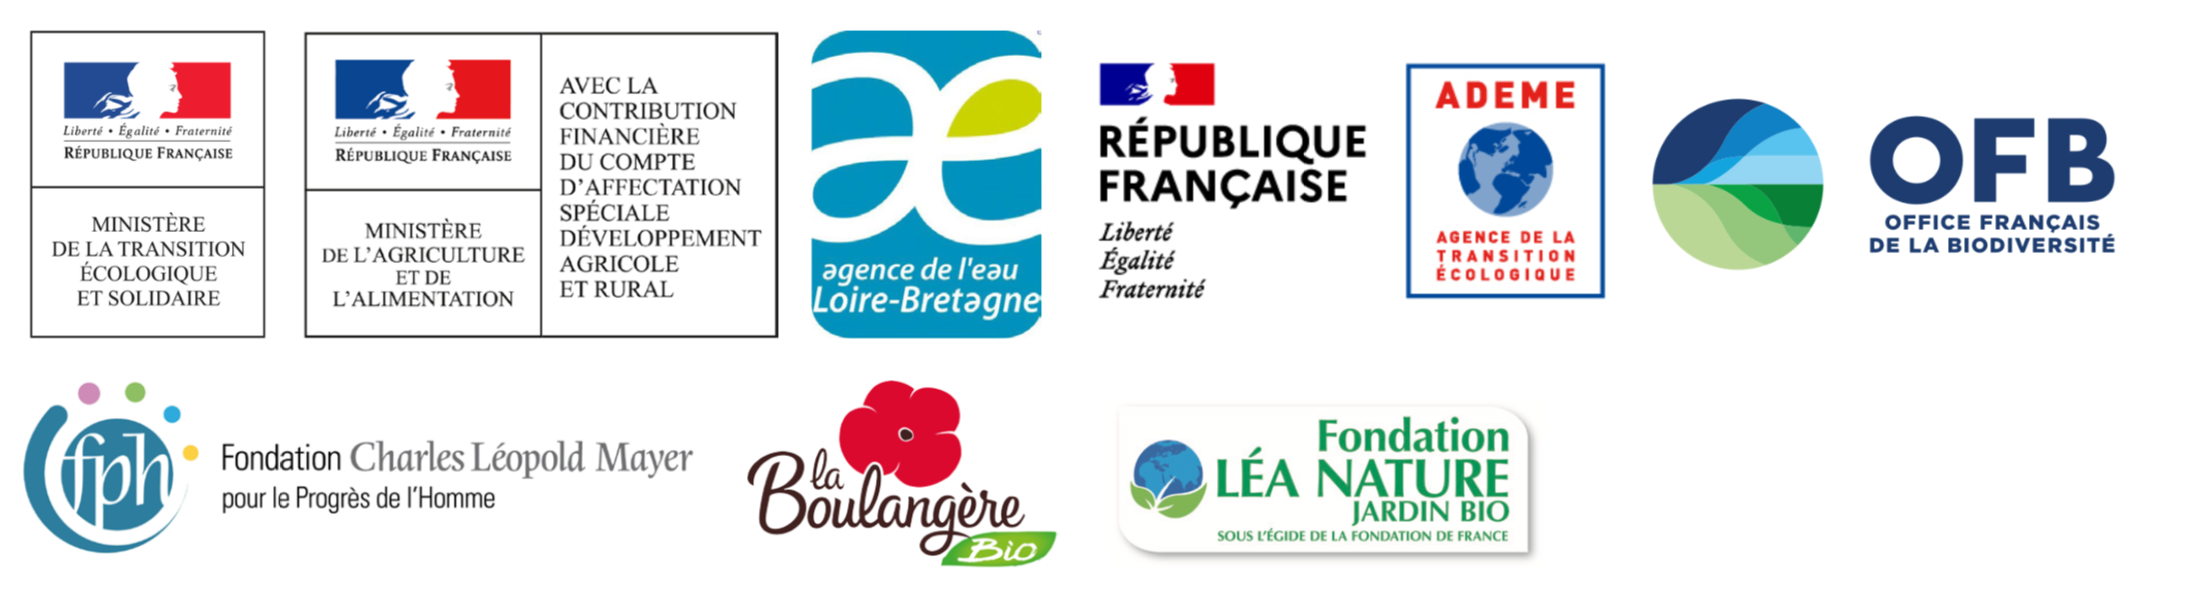 Liberté • Égalité • Fraternité
RÉPUBLIQUE FRANÇAISE
MINISTÈRE
DE LA TRANSITION
ÉCOLOGIQUE
ET SOLIDAIRE
Liberté • Égalité • Fraternité
RÉPUBLIQUE FRANÇAISE
MINISTÈRE
DE L'AGRICULTURE
ET DE
L'ALIMENTATION
AVEC LA
CONTRIBUTION
FINANCIÈRE
DU COMPTE
D'AFFECTATION
SPÉCIALE
DÉVELOPPEMENT
AGRICOLE
ET RURAL
ae
agence de l'eau
Loire-Bretagne
RÉPUBLIQUE
FRANÇAISE
Liberté
Égalité
Fraternité
ADEME
AGENCE DE LA
TRANSITION
ÉCOLOGIQUE
OFB
OFFICE FRANÇAIS
DE LA BIODIVERSITÉ
fph
Fondation Charles Léopold Mayer
pour le Progrès de l'Homme
la
Boulangère
Bio
Fondation
LÉA NATURE
JARDIN BIO
SOUS L'ÉGIDE DE LA FONDATION DE FRANCE